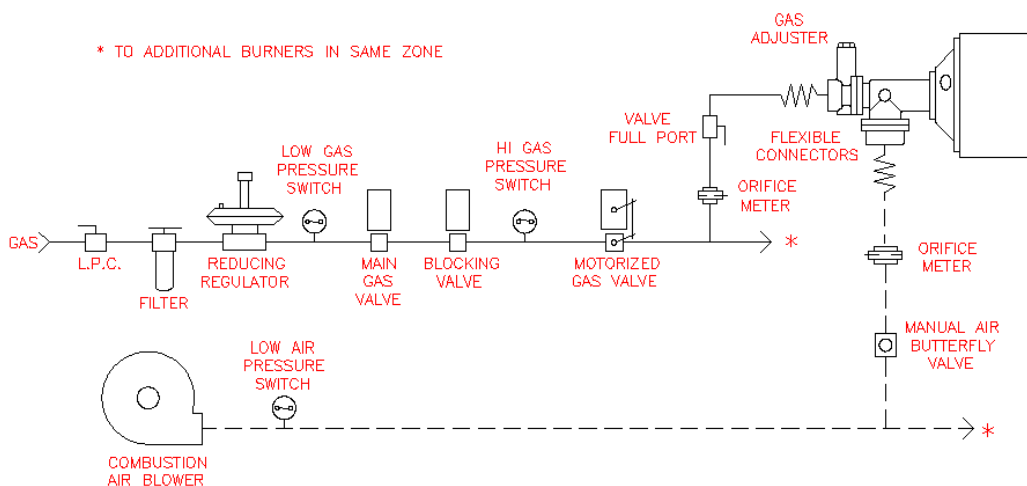 * TO ADDITIONAL BURNERS IN SAME ZONE
GAS
ADJUSTER
VALVE
FULL PORT
FLEXIBLE
CONNECTORS
LOW GAS
PRESSURE
SWITCH
HI GAS
PRESSURE
SWITCH
ORIFICE
METER
GAS
*
L.P.C.
FILTER
REDUCING
REGULATOR
MAIN
GAS
VALVE
BLOCKING
VALVE
MOTORIZED
GAS VALVE
ORIFICE
METER
MANUAL AIR
BUTTERFLY
VALVE
LOW AIR
PRESSURE
SWITCH
*
COMBUSTION
AIR BLOWER